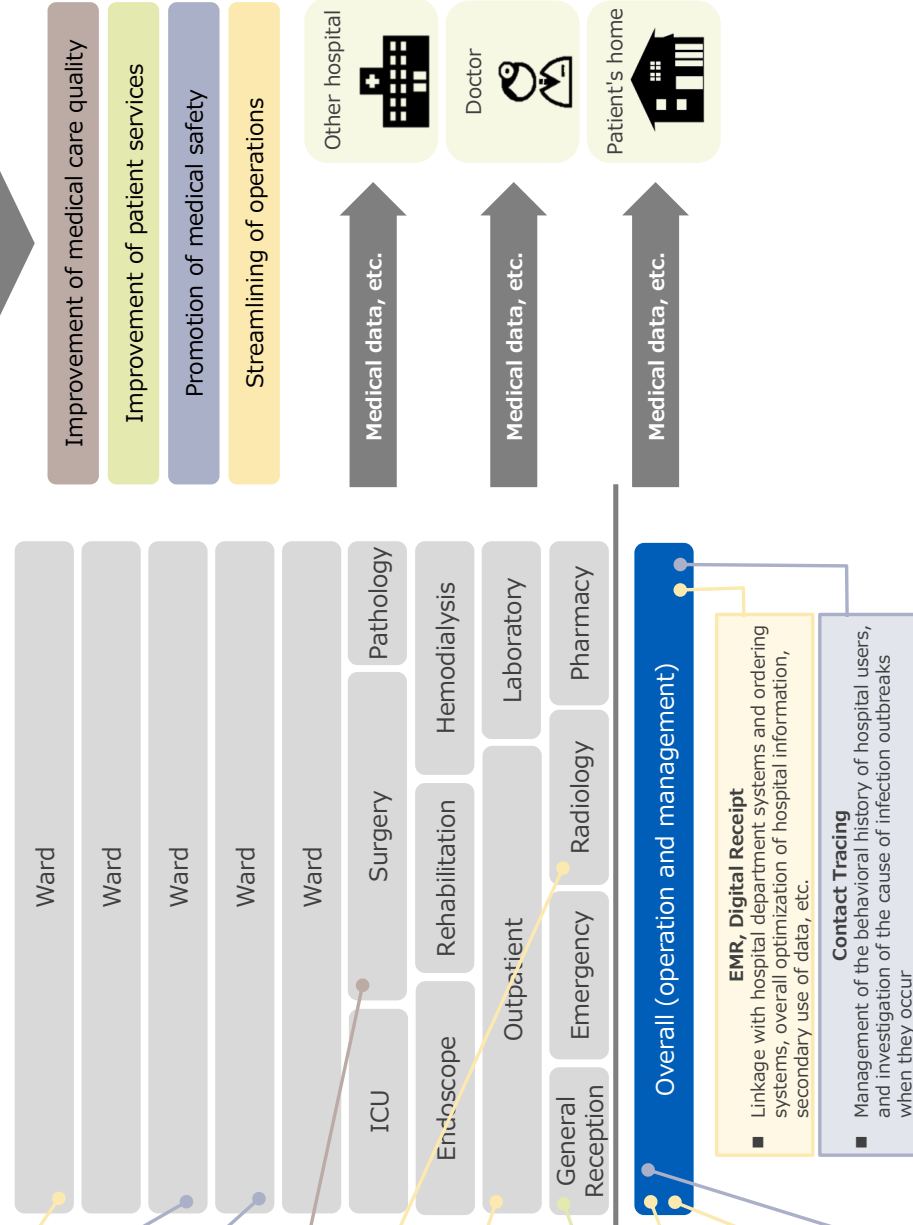 Improvement of medical care quality
Improvement of patient services
Promotion of medical safety
Streamlining of operations
Ward
Ward
Ward
Ward
Ward
ICU
Surgery
Pathology
Endoscope
Rehabilitation
Hemodialysis
Outpatient
Laboratory
General
Reception
Emergency
Radiology
Pharmacy
Medical data, etc.
Other hospital
Medical data, etc.
Doctor
Medical data, etc.
Patient's home
Overall (operation and management)
EMR, Digital Receipt
■ Linkage with hospital department systems and ordering
systems, overall optimization of hospital information,
secondary use of data, etc.
Contact Tracing
■ Management of the behavioral history of hospital users,
and investigation of the cause of infection outbreaks
when they occur